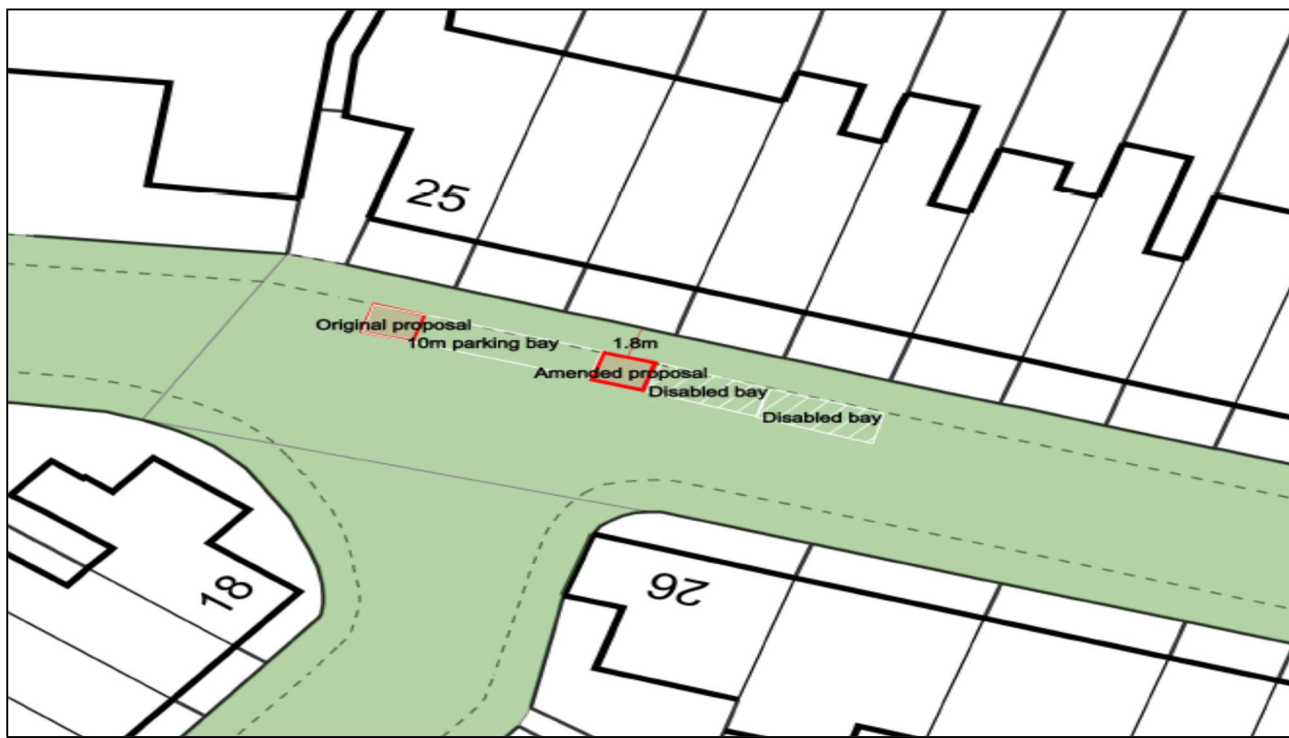 25
Original proposal
10m parking bay
1.8m
Amended proposal
Disabled bay
Disabled bay
18
26